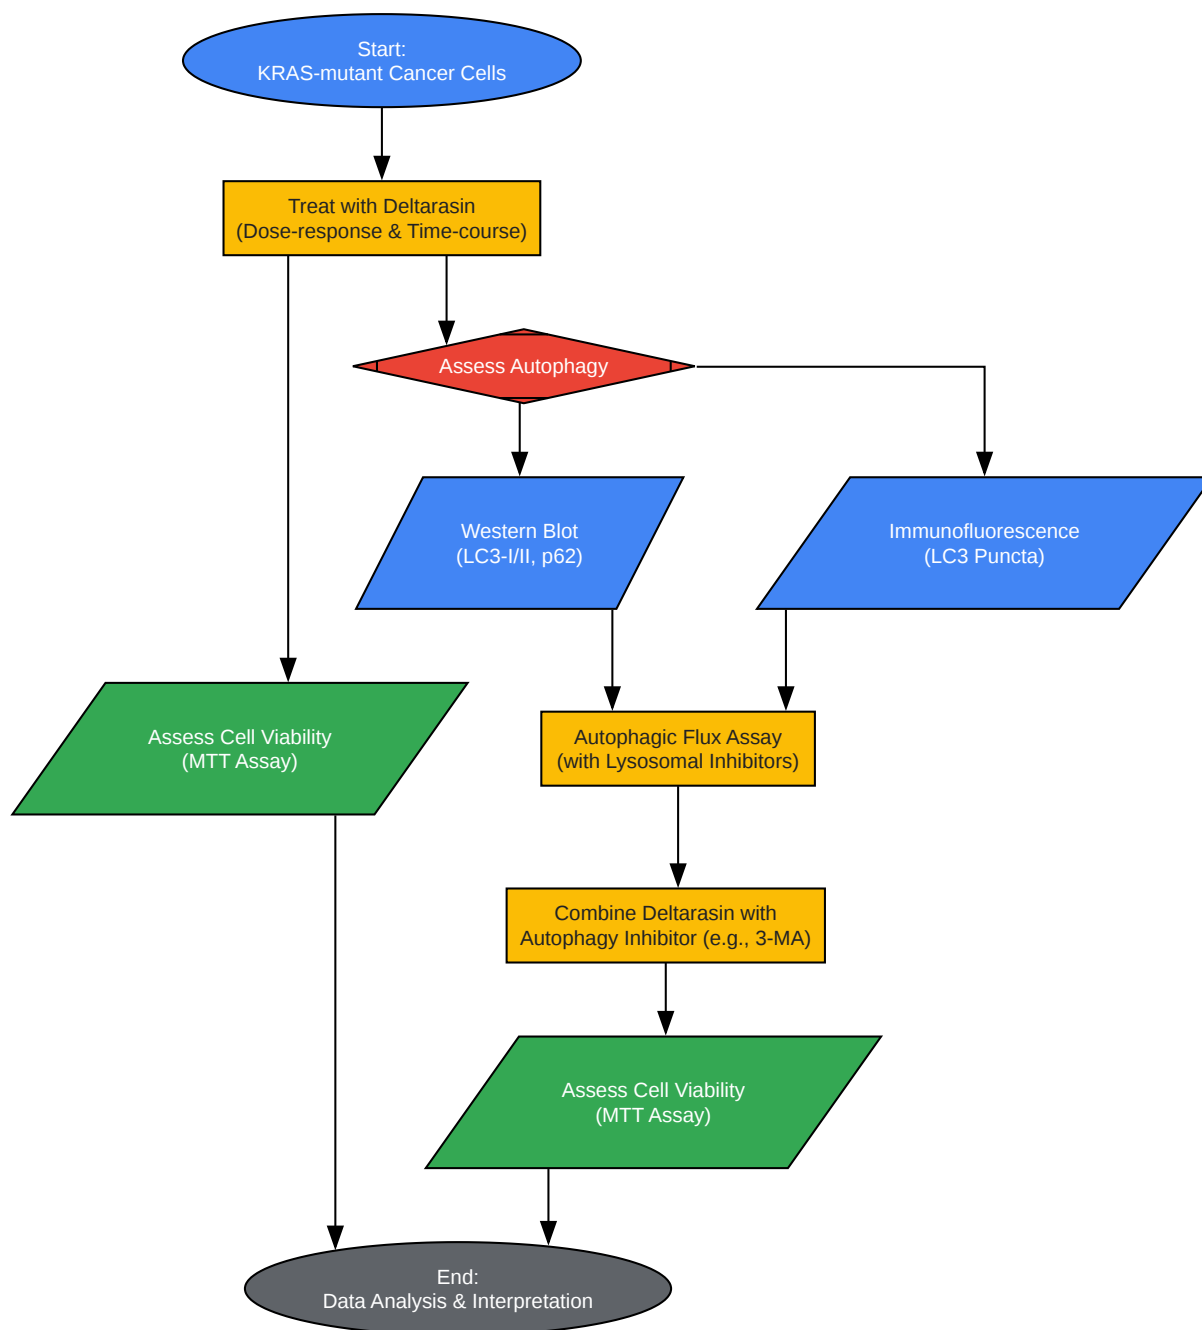 Start:
KRAS-mutant Cancer Cells
Treat with Deltarasin
(Dose-response & Time-course)
Assess Autophagy
Western Blot
(LC3-I/II, p62)
Immunofluorescence
(LC3 Puncta)
Assess Cell Viability
(MTT Assay)
Autophagic Flux Assay
(with Lysosomal Inhibitors)
Combine Deltarasin with
Autophagy Inhibitor (e.g., 3-MA)
Assess Cell Viability
(MTT Assay)
End:
Data Analysis & Interpretation